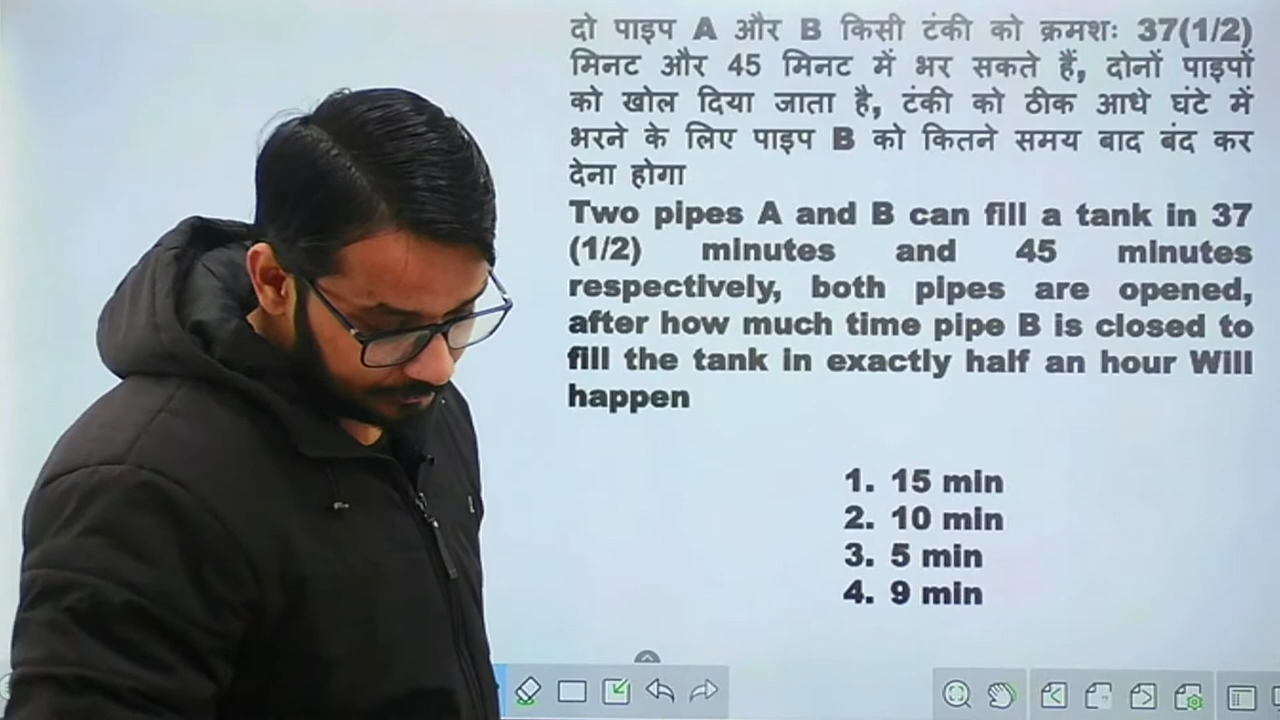 दो पाइप A और B किसी टंकी को क्रमशः 37(1/2)
मिनट और 45 मिनट में भर सकते हैं, दोनों पाइपों
को खोल दिया जाता है, टंकी को ठीक आधे घंटे में
भरने के लिए पाइप B को कितने समय बाद बंद कर
देना होगा
Two pipes A and B can fill a tank in 37
(1/2) minutes and 45 minutes
respectively, both pipes are opened,
after how much time pipe B is closed to
fill the tank in exactly half an hour Will
happen
1. 15 min
2. 10 min
3. 5 min
4. 9 min